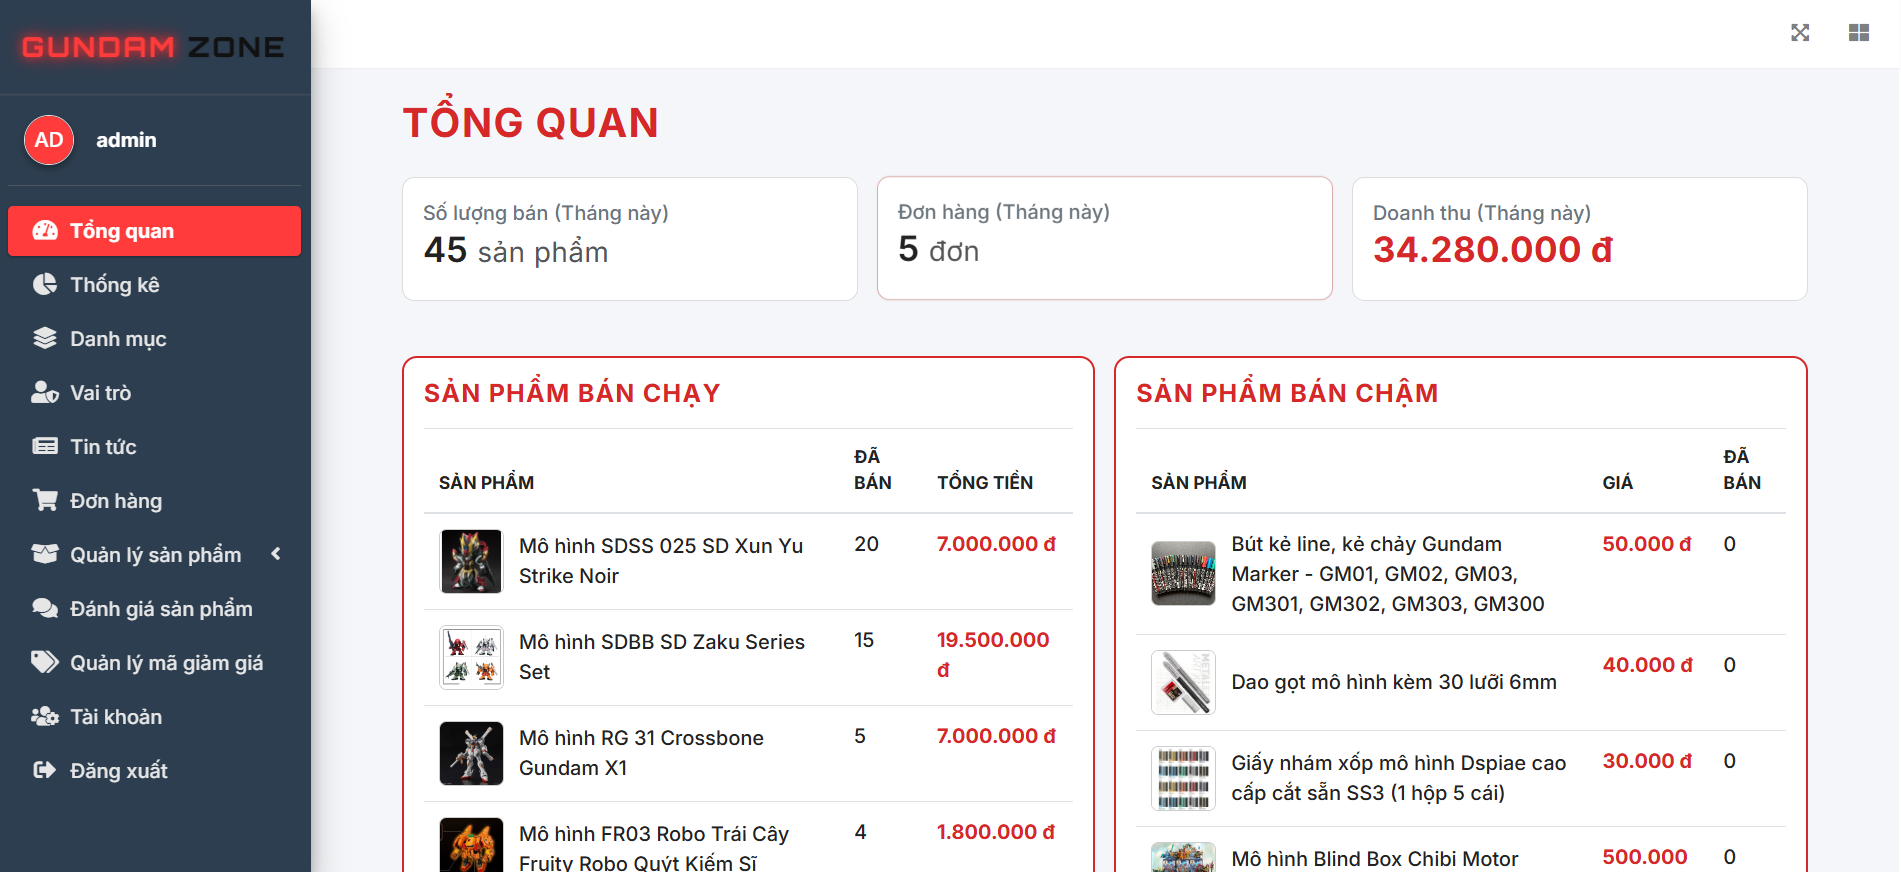 GUNDAM ZONE
AD
admin
Tổng quan
Thống kê
Danh mục
Vai trò
Tin tức
Đơn hàng
Quản lý sản phẩm
Đánh giá sản phẩm
Quản lý mã giảm giá
Tài khoản
Đăng xuất
TỔNG QUAN
Số lượng bán (Tháng này)
45 sản phẩm
Đơn hàng (Tháng này)
5 đơn
Doanh thu (Tháng này)
34.280.000 đ
SẢN PHẨM BÁN CHẠY
SẢN PHẨM
ĐÃ
BÁN
TỔNG TIỀN
Mô hình SDSS 025 SD Xun Yu
Strike Noir
20
7.000.000 đ
Mô hình SDBB SD Zaku Series
Set
15
19.500.000
đ
Mô hình RG 31 Crossbone
Gundam X1
5
7.000.000 đ
Mô hình FR03 Robo Trái Cây
Fruity Robo Quýt Kiếm Sĩ
4
1.800.000 đ
SẢN PHẨM BÁN CHẬM
SẢN PHẨM
GIÁ
ĐÃ
BÁN
Bút kẻ line, kẻ chảy Gundam
Marker - GM01, GM02, GM03,
GM301, GM302, GM303, GM300
50.000 đ
0
Dao gọt mô hình kèm 30 lưỡi 6mm
40.000 đ
0
Giấy nhám xốp mô hình Dspiae cao
cấp cắt sẵn SS3 (1 hộp 5 cái)
30.000 đ
0
Mô hình Blind Box Chibi Motor
500.000
0